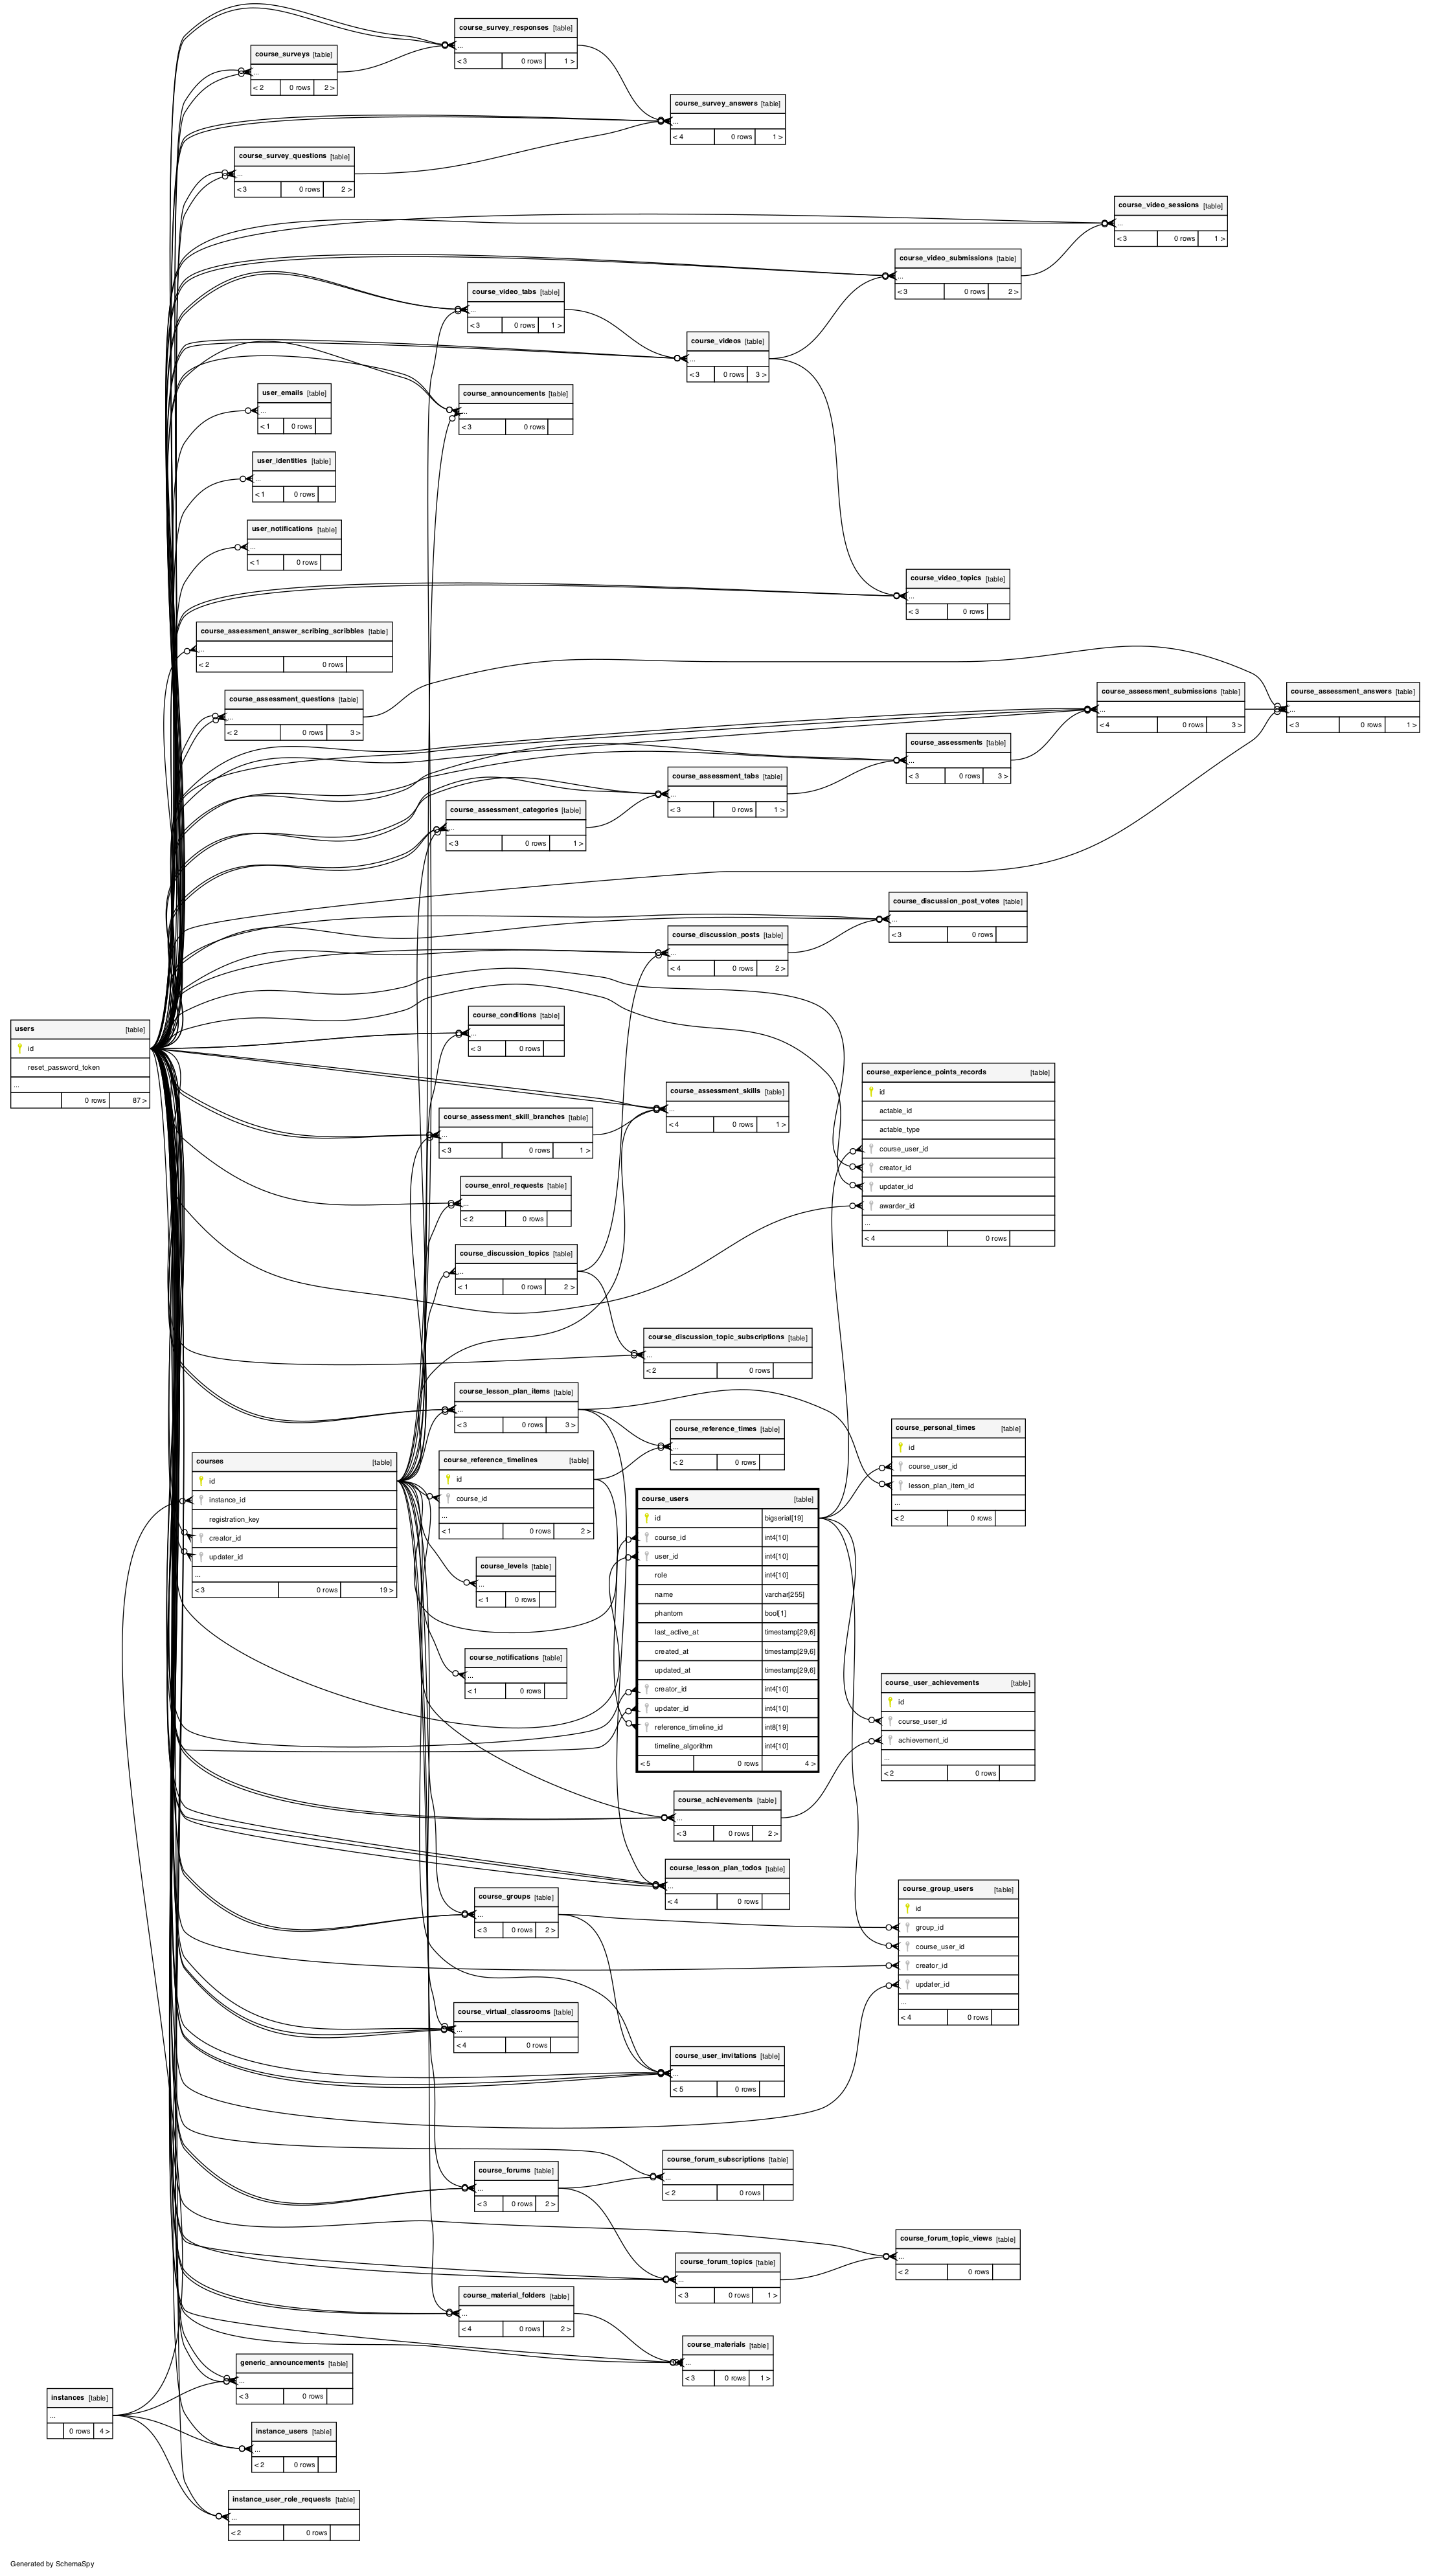 course_survey_responses [table]
...
< 3 0 rows 1 >
course_surveys [table]
...
< 2 0 rows 2 >
course_survey_answers [table]
...
< 4 0 rows 1 >
course_survey_questions [table]
...
< 3 0 rows 2 >
course_video_sessions [table]
...
< 3 0 rows 1 >
course_video_submissions [table]
...
< 3 0 rows 2 >
course_video_tabs [table]
...
< 3 0 rows 1 >
course_videos [table]
...
< 3 0 rows 3 >
user_emails [table]
...
< 1 0 rows
course_announcements [table]
...
< 3 0 rows
user_identities [table]
...
< 1 0 rows
user_notifications [table]
...
< 1 0 rows
course_video_topics [table]
...
< 3 0 rows
course_assessment_answer_scribing_scribbles [table]
...
< 2 0 rows
course_assessment_questions [table]
...
< 2 0 rows 3 >
course_assessment_submissions [table]
...
< 4 0 rows 3 >
course_assessment_answers [table]
...
< 3 0 rows 1 >
course_assessments [table]
...
< 3 0 rows 3 >
course_assessment_tabs [table]
...
< 3 0 rows 1 >
course_assessment_categories [table]
...
< 3 0 rows 1 >
course_discussion_post_votes [table]
...
< 3 0 rows
course_discussion_posts [table]
...
< 4 0 rows 2 >
users [table]
id
reset_password_token
...
0 rows 87 >
course_conditions [table]
...
< 3 0 rows
course_experience_points_records [table]
id
actable_id
actable_type
course_user_id
creator_id
updater_id
awarder_id
...
< 4 0 rows
course_assessment_skills [table]
...
< 4 0 rows 1 >
course_assessment_skill_branches [table]
...
< 3 0 rows 1 >
course_enrol_requests [table]
...
< 2 0 rows
course_discussion_topics [table]
...
< 1 0 rows 2 >
course_discussion_topic_subscriptions [table]
...
< 2 0 rows
course_lesson_plan_items [table]
...
< 3 0 rows 3 >
course_reference_times [table]
...
< 2 0 rows
course_personal_times [table]
id
course_user_id
lesson_plan_item_id
...
< 2 0 rows
courses [table]
id
instance_id
registration_key
creator_id
updater_id
...
< 3 0 rows 19 >
course_reference_timelines [table]
id
course_id
...
< 1 0 rows 2 >
course_users [table]
id bigserial[19]
course_id int4[10]
user_id int4[10]
role int4[10]
name varchar[255]
phantom bool[1]
last_active_at timestamp[29,6]
created_at timestamp[29,6]
updated_at timestamp[29,6]
creator_id int4[10]
updater_id int4[10]
reference_timeline_id int8[19]
timeline_algorithm int4[10]
< 5 0 rows 4 >
course_levels [table]
...
< 1 0 rows
course_notifications [table]
...
< 1 0 rows
course_user_achievements [table]
id
course_user_id
achievement_id
...
< 2 0 rows
course_achievements [table]
...
< 3 0 rows 2 >
course_lesson_plan_todos [table]
...
< 4 0 rows
course_groups [table]
...
< 3 0 rows 2 >
course_group_users [table]
id
group_id
course_user_id
creator_id
updater_id
...
< 4 0 rows
course_virtual_classrooms [table]
...
< 4 0 rows
course_user_invitations [table]
...
< 5 0 rows
course_forum_subscriptions [table]
...
< 2 0 rows
course_forums [table]
...
< 3 0 rows 2 >
course_forum_topic_views [table]
...
< 2 0 rows
course_forum_topics [table]
...
< 3 0 rows 1 >
course_material_folders [table]
...
< 4 0 rows 2 >
course_materials [table]
...
< 3 0 rows 1 >
generic_announcements [table]
...
< 3 0 rows
instances [table]
...
0 rows 4 >
instance_users [table]
...
< 2 0 rows
instance_user_role_requests [table]
...
< 2 0 rows
Generated by SchemaSpy